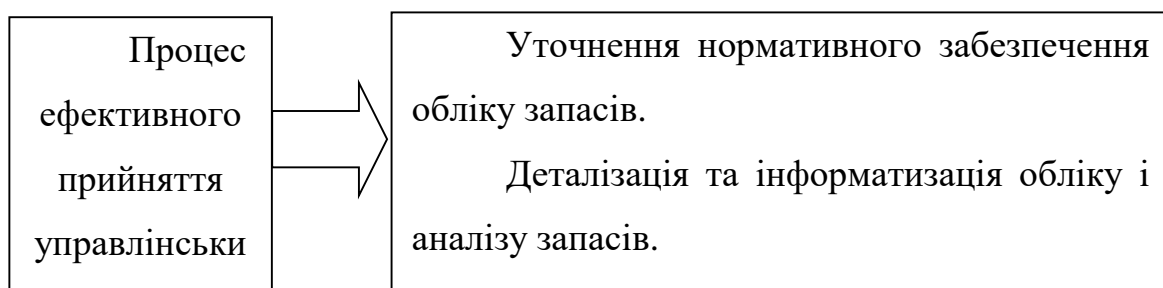 Процес
ефективного
прийняття
управлінськи
Уточнення нормативного забезпечення
обліку запасів.
Деталізація та інформатизація обліку і
аналізу запасів.